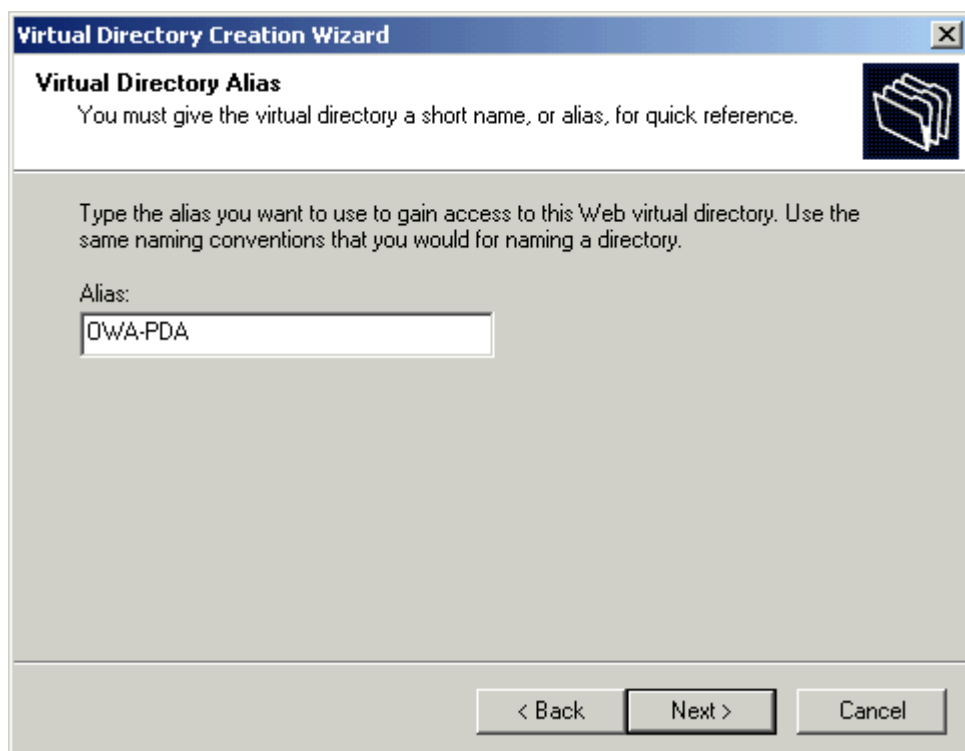 Virtual Directory Creation Wizard
Virtual Directory Alias
You must give the virtual directory a short name, or alias, for quick reference.
Type the alias you want to use to gain access to this Web virtual directory. Use the
same naming conventions that you would for naming a directory.
Alias:
OWA-PDA
< Back Next > Cancel